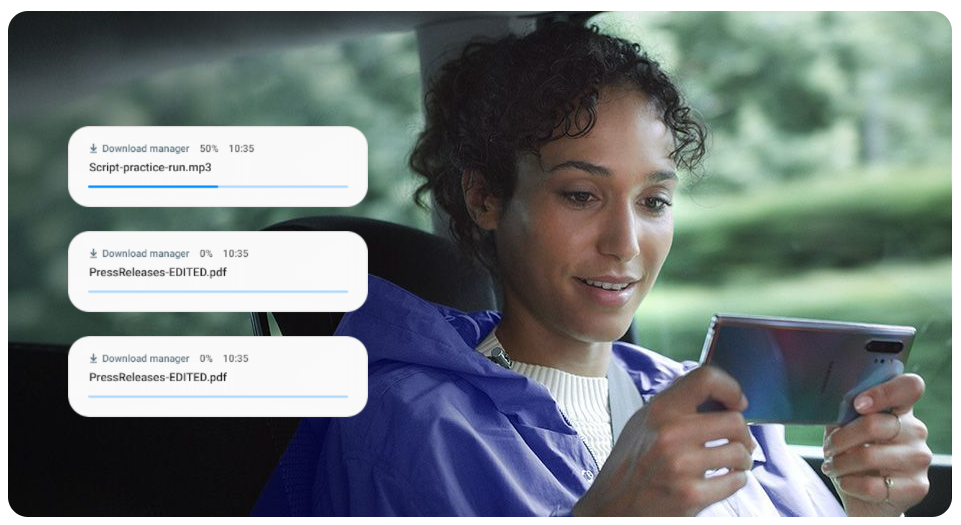 Download manager 50% 10:35
Script-practice-run.mp3
Download manager 0% 10:35
PressReleases-EDITED.pdf
Download manager 0% 10:35
PressReleases-EDITED.pdf